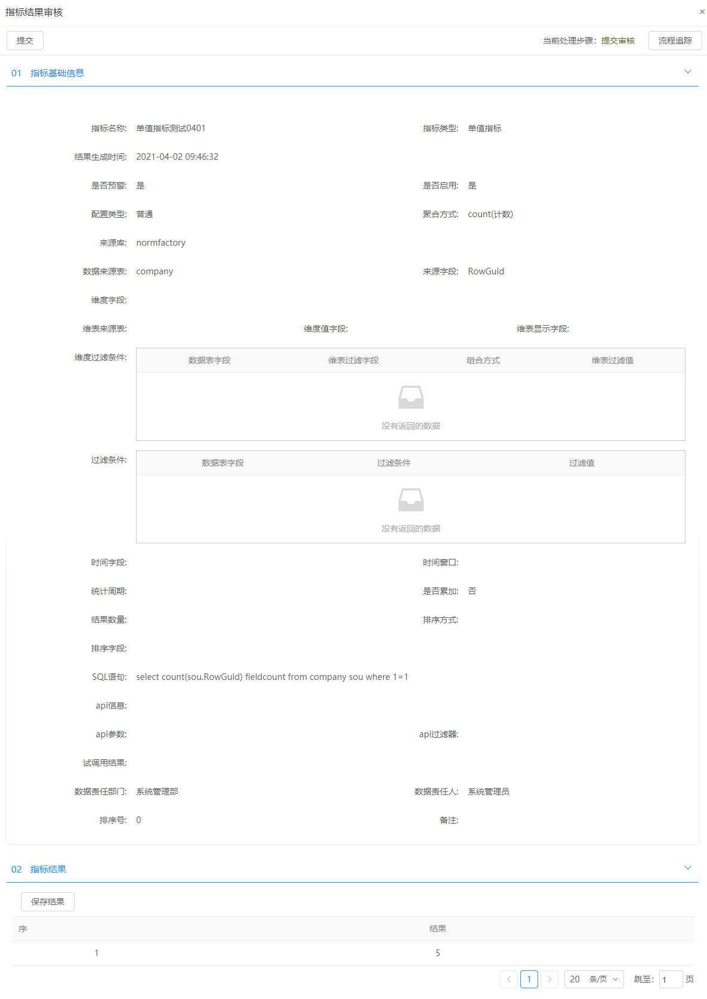 指标结果审核 ×
提交 当前处理步骤：提交审核 流程追踪
01 指标基础信息
指标名称: 单值指标测试0401 指标类型: 单值指标
结果生成时间: 2021-04-02 09:46:32
是否预警: 是 是否启用: 是
配置类型: 普通 聚合方式: count(计数)
来源库: normfactory
数据来源表: company 来源字段: RowGuid
维度字段:
维表来源表: 维度值字段: 维表显示字段:
维度过滤条件: 数据表字段 维表过滤字段 组合方式 维表过滤值
没有返回的数据
过滤条件: 数据表字段 过滤条件 过滤值
没有返回的数据
时间字段: 时间窗口:
统计周期: 是否累加: 否
结果数量: 排序方式:
排序字段:
SQL语句: select count(sou.RowGuid) fieldcount from company sou where 1=1
api信息:
api参数: api过滤器:
试调用结果:
数据责任部门: 系统管理部 数据责任人: 系统管理员
排序号: 0 备注:
02 指标结果
保存结果
序 结果
1 5
1 20 条/页 跳至: 1 页